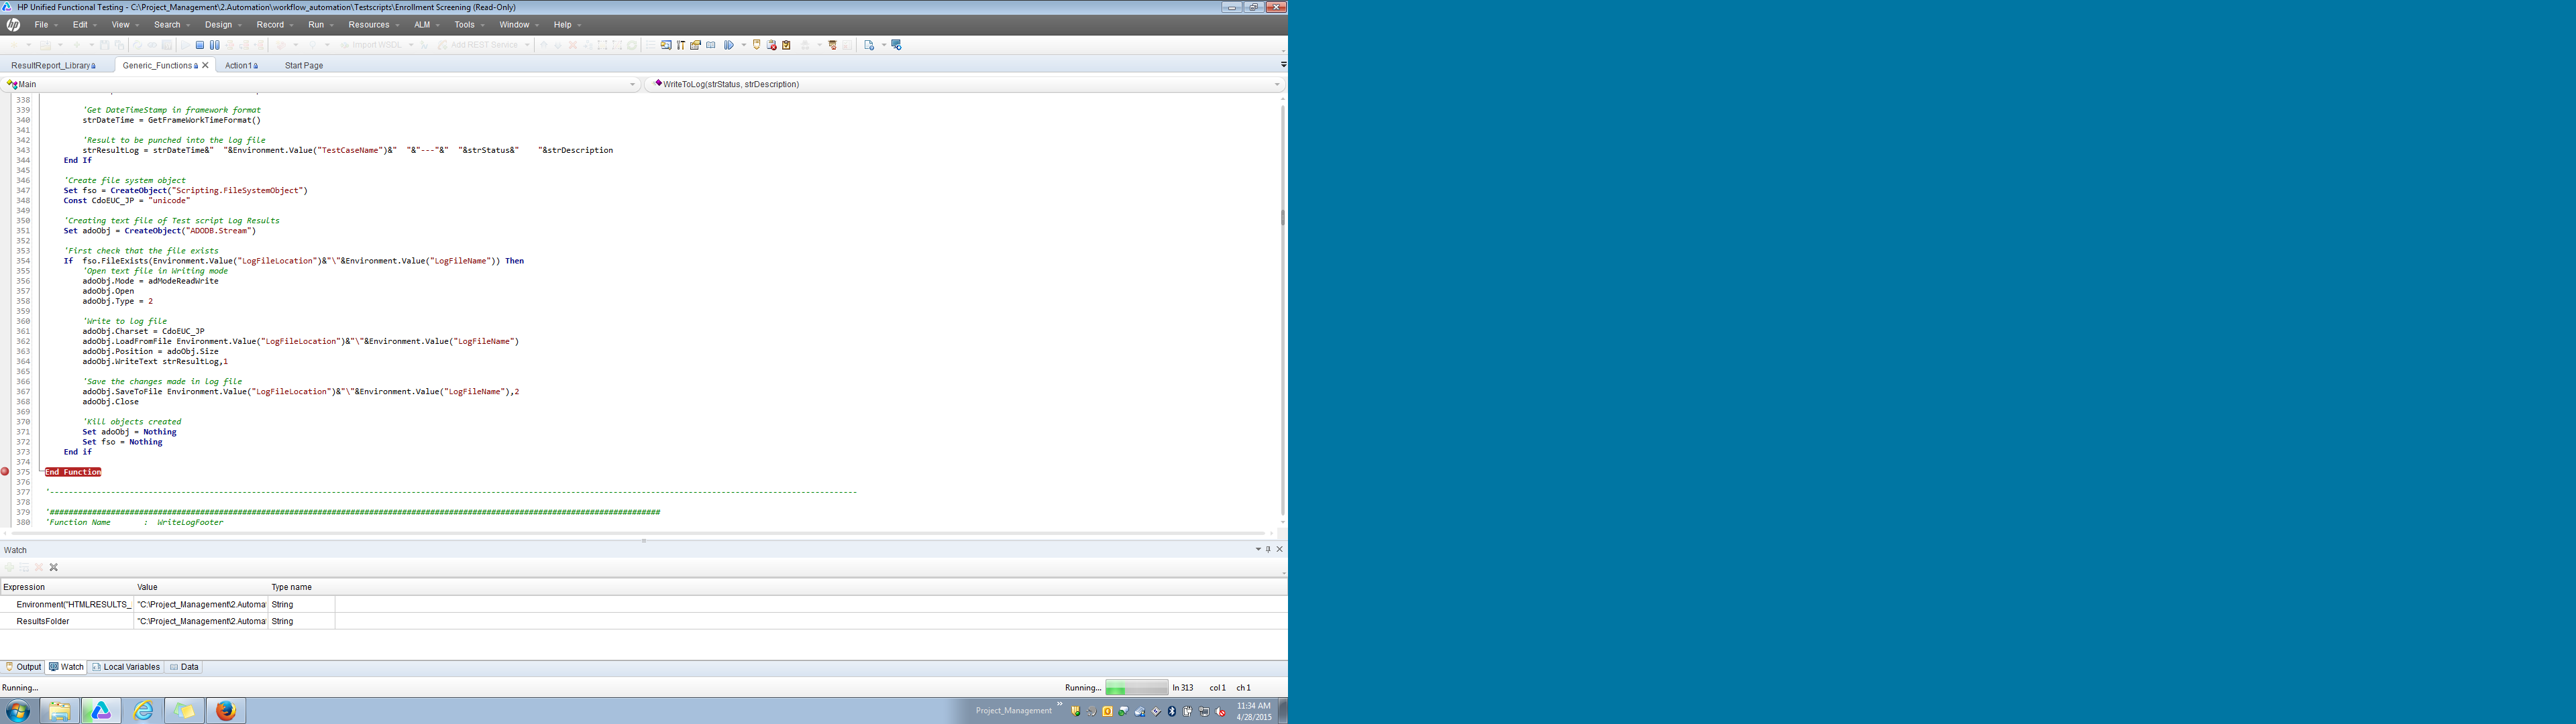 HP Unified Functional Testing - C:\Project_Management\2.Automation\workflow_automation\Testscripts\Enrollment Screening (Read-Only)
File Edit View Search Design Record Run Resources ALM Tools Window Help
Import WSDL Add REST Service
ResultReport_Library Generic_Functions Action1 Start Page
Main WriteToLog(strStatus, strDescription)
338
339 'Get DateTimeStamp in framework format
340 strDateTime = GetFrameWorkTimeFormat()
341
342 'Result to be punched into the log file
343 strResultLog = strDateTime&"  "&Environment.Value("TestCaseName")&"  "&"---"&"  "&strStatus&"    "&strDescription
344 End If
345
346 'Create file system object
347 Set fso = CreateObject("Scripting.FileSystemObject")
348 Const CdoEUC_JP = "unicode"
349
350 'Creating text file of Test script Log Results
351 Set adoObj = CreateObject("ADODB.Stream")
352
353 'First check that the file exists
354 If  fso.FileExists(Environment.Value("LogFileLocation")&"\"&Environment.Value("LogFileName")) Then
355 'Open text file in Writing mode
356 adoObj.Mode = adModeReadWrite
357 adoObj.Open
358 adoObj.Type = 2
359
360 'Write to log file
361 adoObj.Charset = CdoEUC_JP
362 adoObj.LoadFromFile Environment.Value("LogFileLocation")&"\"&Environment.Value("LogFileName")
363 adoObj.Position = adoObj.Size
364 adoObj.WriteText strResultLog,1
365
366 'Save the changes made in log file
367 adoObj.SaveToFile Environment.Value("LogFileLocation")&"\"&Environment.Value("LogFileName"),2
368 adoObj.Close
369
370 'Kill objects created
371 Set adoObj = Nothing
372 Set fso = Nothing
373 End if
374
375 End Function
376
377
378
379
380 'Function Name       :  WriteLogFooter
Watch
Expression Value Type name
Environment("HTMLRESULTS_ "C:\Project_Management\2.Automat String
ResultsFolder "C:\Project_Management\2.Automat String
Output Watch Local Variables Data
Running... Running... ln 313 col 1 ch 1
Project_Management 11:34 AM
4/28/2015